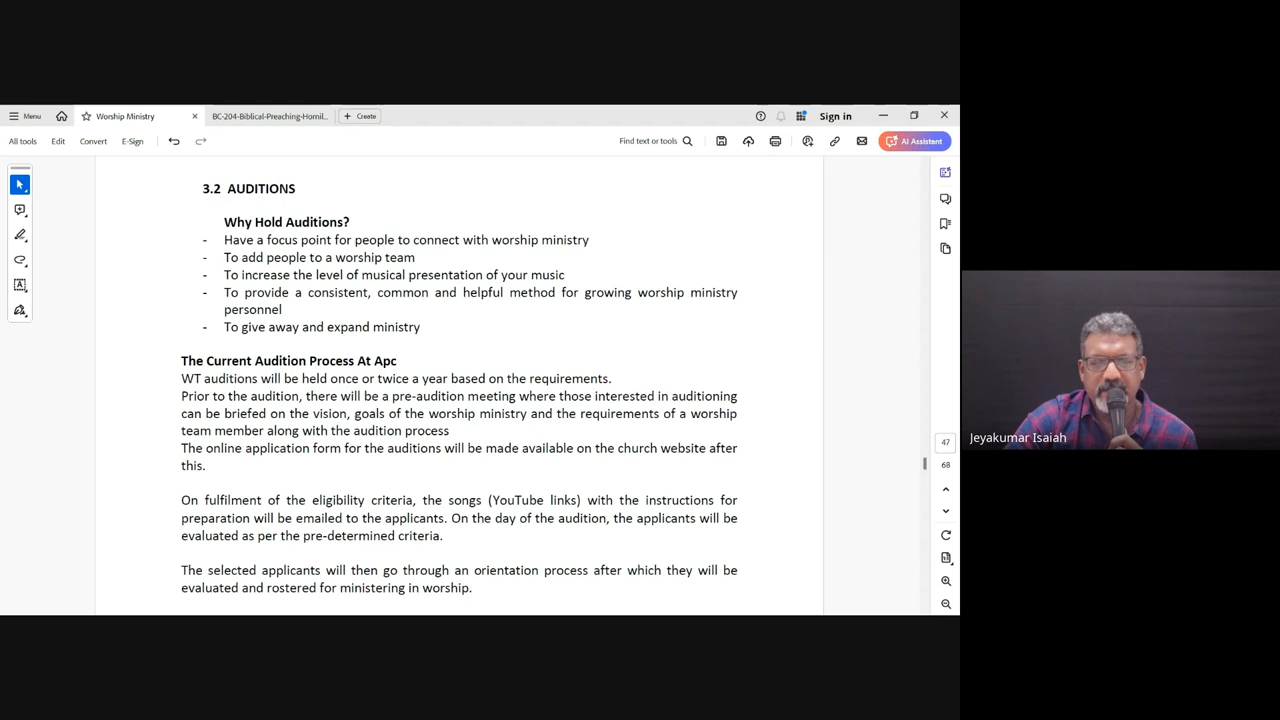 Menu
Worship Ministry
BC-204-Biblical-Preaching-Homil...
Create
Sign in
All tools
Edit
Convert
E-Sign
Find text or tools
AI Assistant
3.2 AUDITIONS
Why Hold Auditions?
- Have a focus point for people to connect with worship ministry
- To add people to a worship team
- To increase the level of musical presentation of your music
- To provide a consistent, common and helpful method for growing worship ministry
personnel
- To give away and expand ministry
The Current Audition Process At Apc
WT auditions will be held once or twice a year based on the requirements.
Prior to the audition, there will be a pre-audition meeting where those interested in auditioning
can be briefed on the vision, goals of the worship ministry and the requirements of a worship
team member along with the audition process
The online application form for the auditions will be made available on the church website after
this.
On fulfilment of the eligibility criteria, the songs (YouTube links) with the instructions for
preparation will be emailed to the applicants. On the day of the audition, the applicants will be
evaluated as per the pre-determined criteria.
The selected applicants will then go through an orientation process after which they will be
evaluated and rostered for ministering in worship.
47
68
Jeyakumar Isaiah